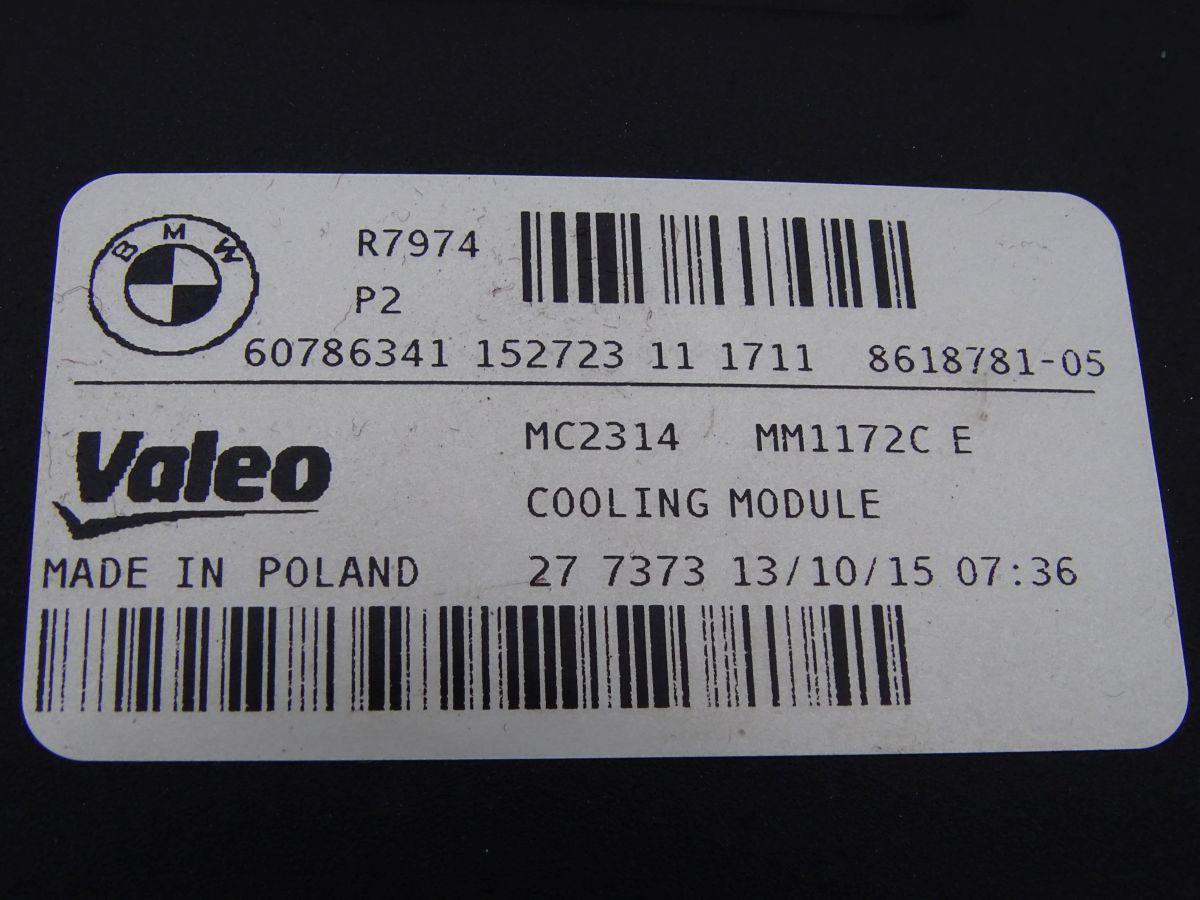 BMW
R7974
P2
60786341 152723 11 1711 8618781-05
Valeo
MC2314 MM1172C E
COOLING MODULE
MADE IN POLAND 27 7373 13/10/15 07:36